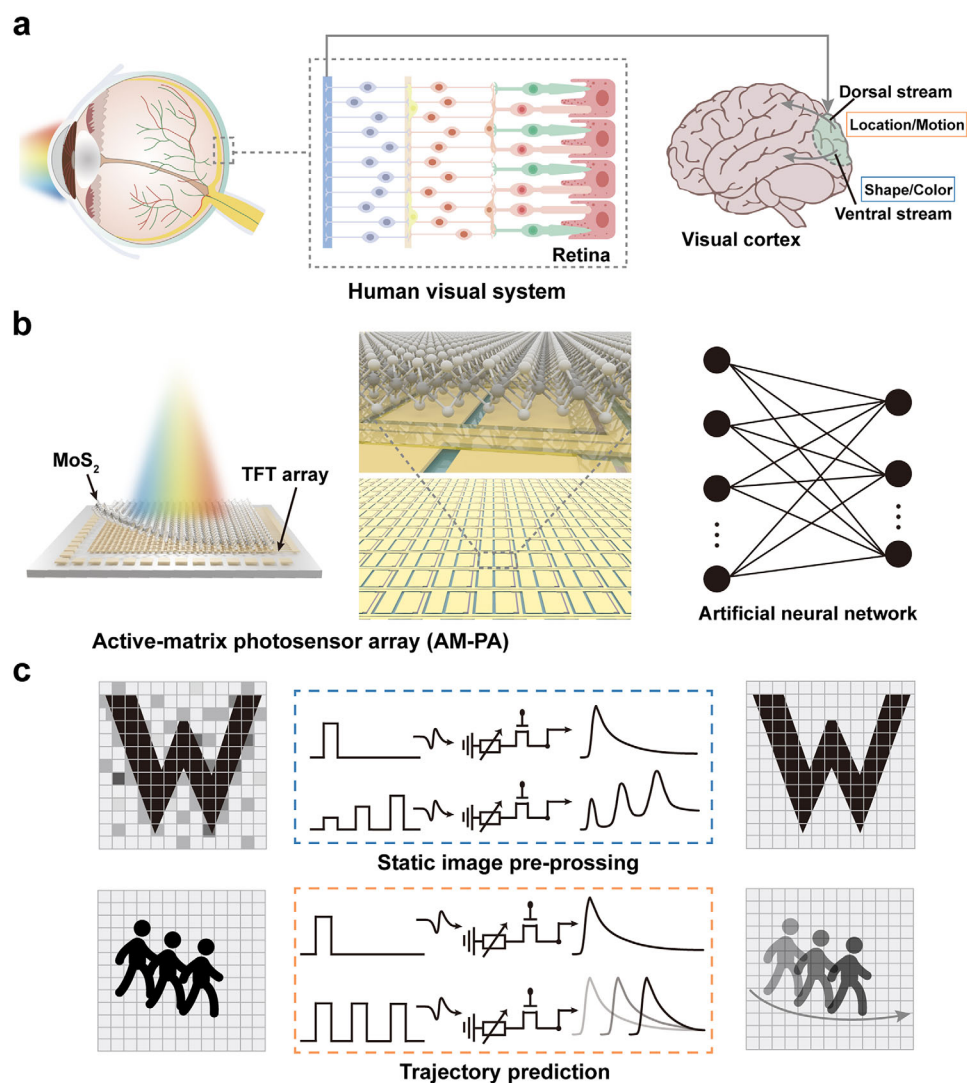 a
Dorsal stream
Location/Motion
Shape/Color
Ventral stream
Visual cortex
Retina
Human visual system
b
MoS₂
TFT array
Active-matrix photosensor array (AM-PA)
Artificial neural network
c
W
W
Static image pre-prossing
Trajectory prediction